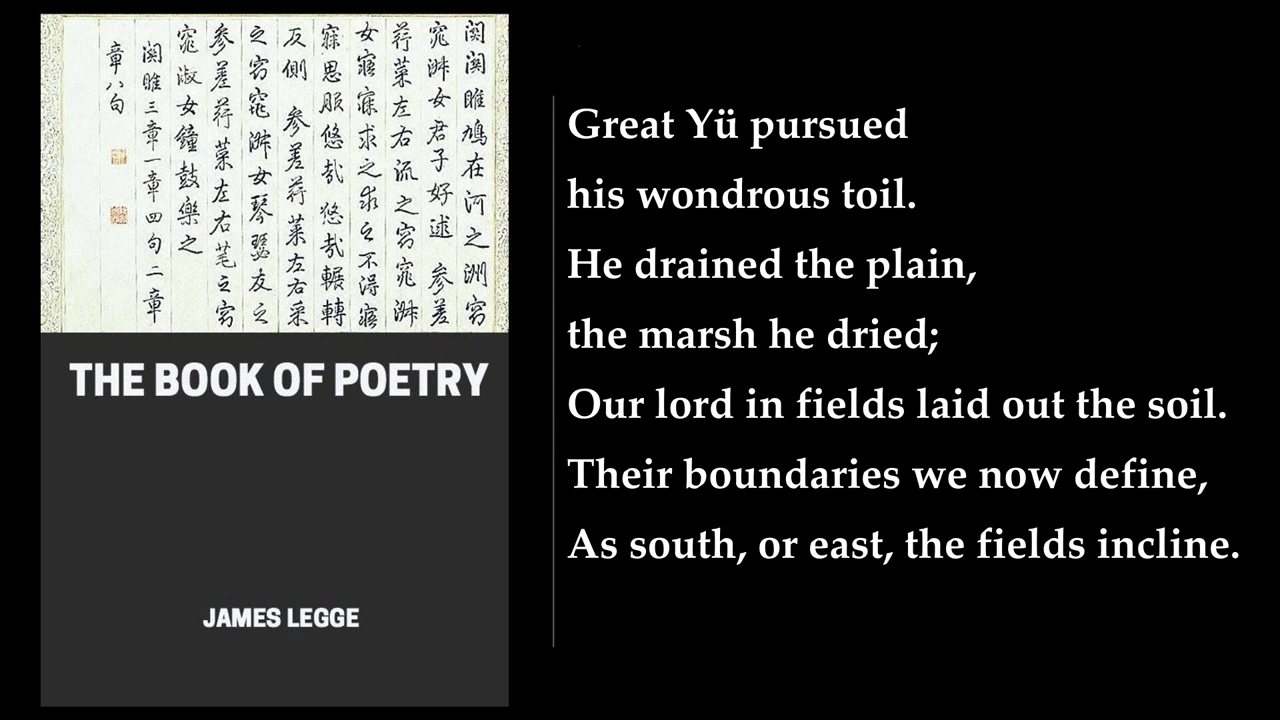 关关雎鳩在河之洲窈
窕淑女君子好逑 参差
荇菜左右流之窈窕淑
女寤寐求之求之不得寤
寐思服悠哉悠哉輾轉
反側 参差荇菜左右采
之窈窕淑女琴瑟友之
参差荇菜左右芼之窈
窕淑女鐘鼓樂之
关雎三章一章四句二章
章八句
THE BOOK OF POETRY
JAMES LEGGE
Great Yü pursued
his wondrous toil.
He drained the plain,
the marsh he dried;
Our lord in fields laid out the soil.
Their boundaries we now define,
As south, or east, the fields incline.